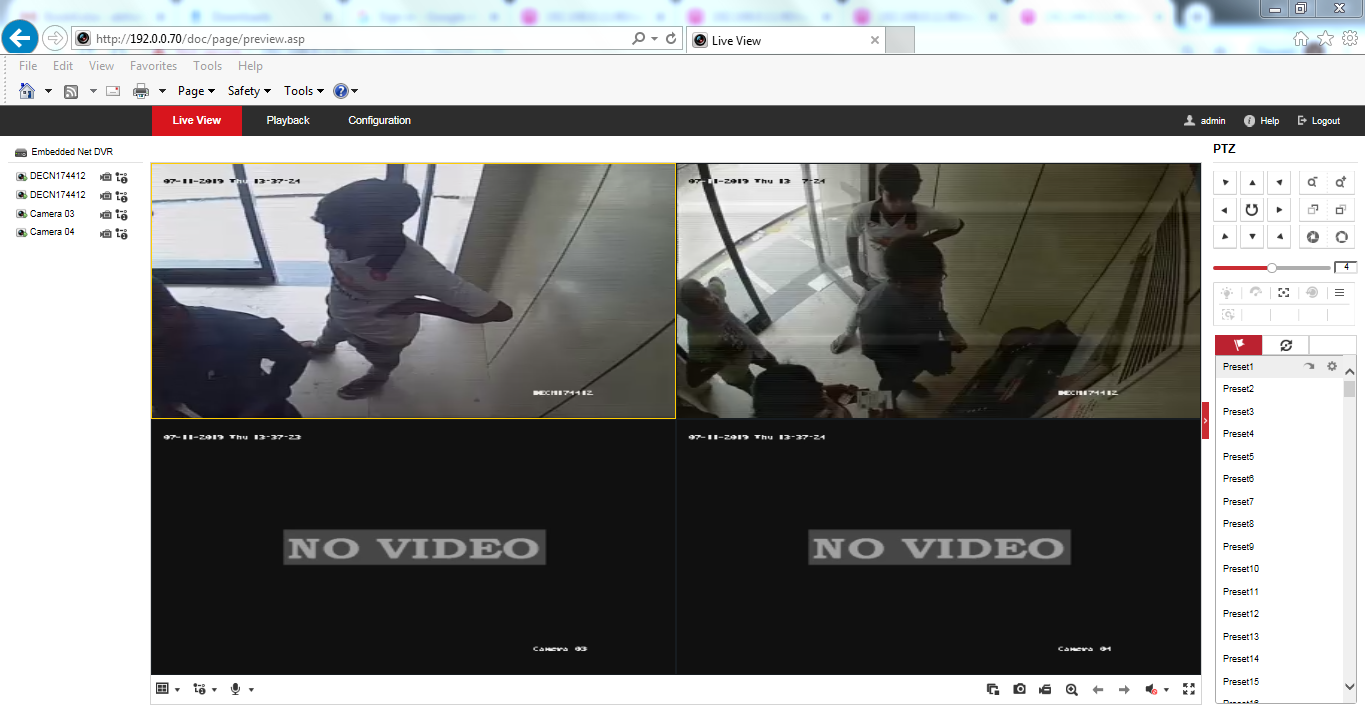 http://192.0.0.70/doc/page/preview.asp
Live View
File Edit View Favorites Tools Help
Page Safety Tools
Live View Playback Configuration
admin Help Logout
Embedded Net DVR
DECN174412
DECN174412
Camera 03
Camera 04
07-11-2019 Thu 13-37-24
DECN174412
07-11-2019 Thu 13 7-24
DECN174412
07-11-2019 Thu 13-37-23
NO VIDEO
Camera 03
07-11-2019 Thu 13-37-24
NO VIDEO
Camera 04
PTZ
4
Preset1
Preset2
Preset3
Preset4
Preset5
Preset6
Preset7
Preset8
Preset9
Preset10
Preset11
Preset12
Preset13
Preset14
Preset15